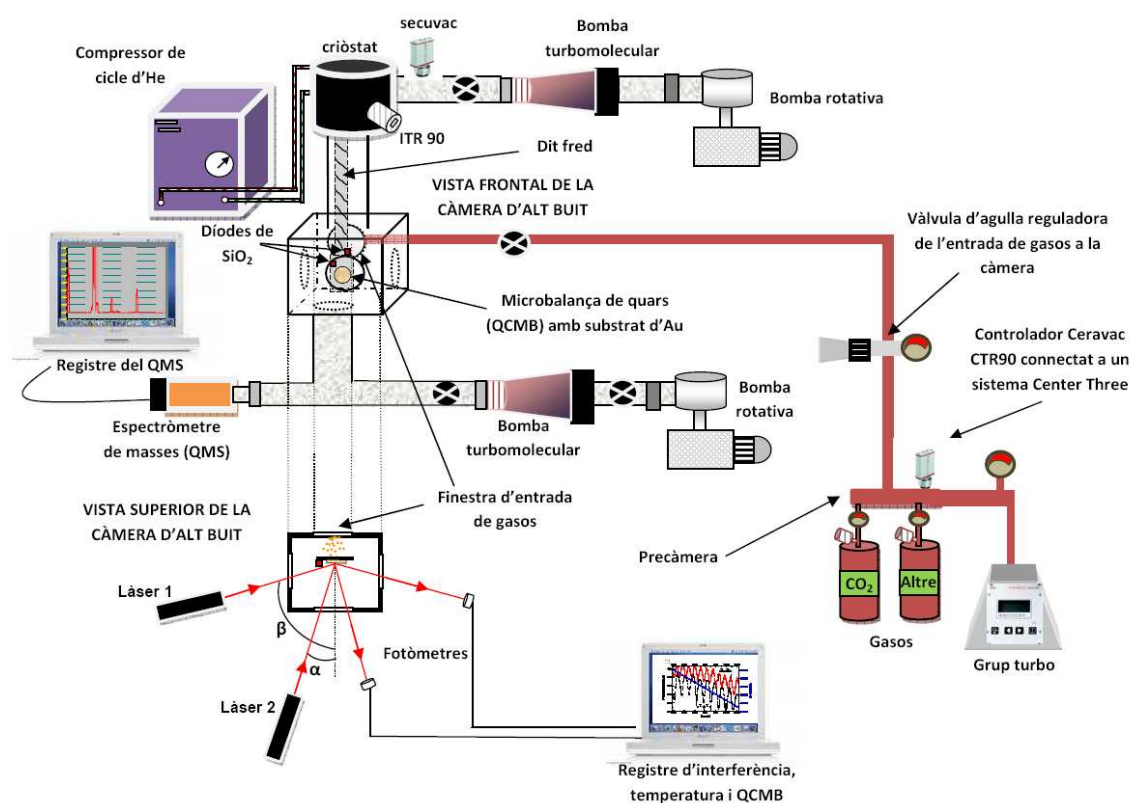 secuvac
Compressor de
cicle d’He
criòstat
Bomba
turbomolecular
Bomba rotativa
ITR 90
Dit fred
VISTA FRONTAL DE LA
CÀMERA D’ALT BUIT
Díodes de
SiO2
Vàlvula d’agulla reguladora
de l’entrada de gasos a la
càmera
Microbalança de quars
(QCMB) amb substrat d’Au
Controlador Ceravac
CTR90 connectat a un
sistema Center Three
Registre del QMS
Bomba
rotativa
Espectròmetre
de masses (QMS)
Bomba
turbomolecular
VISTA SUPERIOR DE LA
CÀMERA D’ALT BUIT
Finestra d’entrada
de gasos
Precàmera
CO2
Altre
Gasos
Grup turbo
Làser 1
β
α
Fotòmetres
Làser 2
Registre d’interferència,
temperatura i QCMB